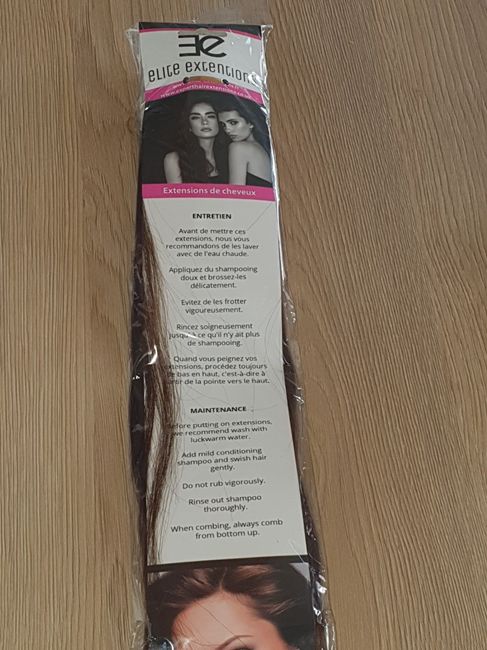 ELITE EXTENTION
Extensions de cheveux
ENTRETIEN
Avant de mettre ces
extensions, nous vous
recommandons de les laver
avec de l'eau chaude.
Appliquez du shampooing
doux et brossez-les
délicatement.
Evitez de les frotter
vigoureusement.
Rincez soigneusement
jusqu'à ce qu'il n'y ait plus
de shampooing.
Quand vous peignez vos
extensions, procédez toujours
de bas en haut, c'est-à-dire à
partir de la pointe vers le haut.
MAINTENANCE
Before putting on extensions,
we recommend wash with
luckwarm water.
Add mild conditioning
shampoo and swish hair
gently.
Do not rub vigorously.
Rinse out shampoo
thoroughly.
When combing, always comb
from bottom up.